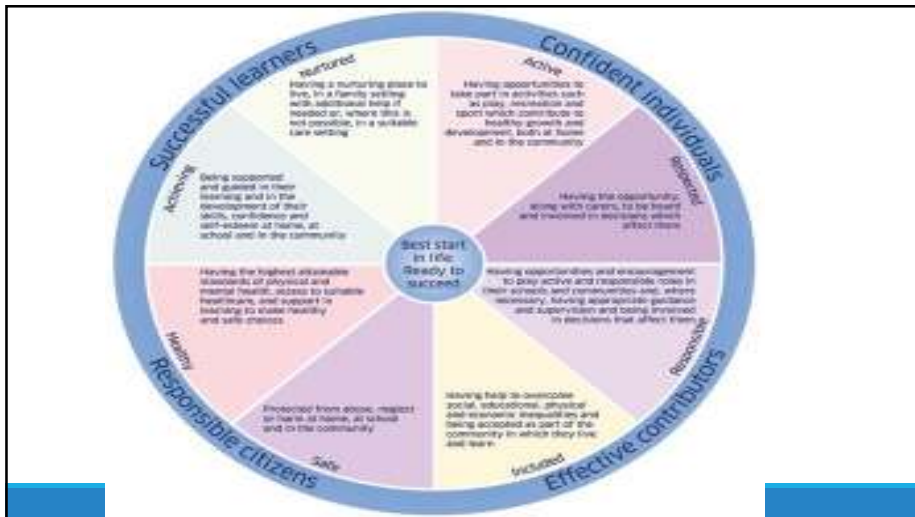 Successful learners
Confident individuals
Nurtured
Having a nurturing place to
live, in a family setting
with additional help if
needed or, where this is
not possible, in a suitable
care setting
Active
Having opportunities to
take part in activities such
as play, recreation and
sport which contribute to
healthy growth and
development, both at home
and in the community
Achieving
Being supported
and guided in their
learning and in the
development of their
skills, confidence and
self-esteem at home, at
school and in the community
Respected
Having the opportunity,
along with carers, to be heard
and involved in decisions which
affect them
Best start
in life:
Ready to
succeed
Healthy
Having the highest attainable
standards of physical and
mental health, access to suitable
healthcare, and support in
learning to make healthy
and safe choices
Having opportunities and encouragement
to play active and responsible roles in
their schools and communities and, where
necessary, having appropriate guidance
and supervision and being involved
in decisions that affect them
Responsible
Protected from abuse, neglect
or harm at home, at school
and in the community
Safe
Having help to overcome
social, educational, physical
and economic inequalities and
being accepted as part of the
community in which they live
and learn
Included
Responsible citizens
Effective contributors